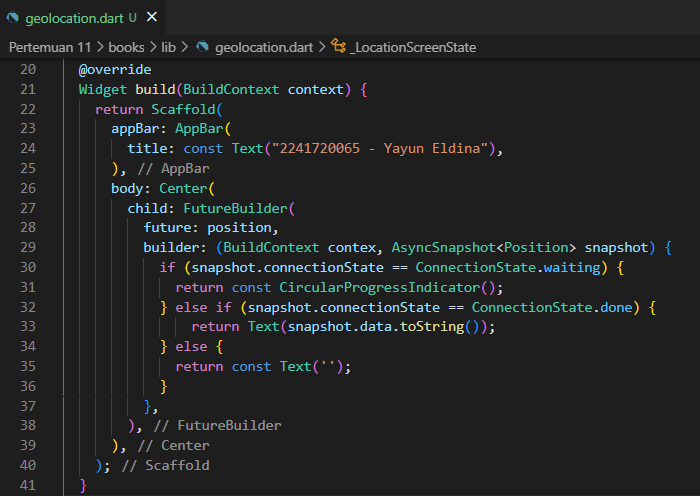 geolocation.dart U ×
Pertemuan 11 > books > lib > geolocation.dart > _LocationScreenState
20 @override
21 Widget build(BuildContext context) {
22 return Scaffold(
23 appBar: AppBar(
24 title: const Text("2241720065 - Yayun Eldina"),
25 ), // AppBar
26 body: Center(
27 child: FutureBuilder(
28 future: position,
29 builder: (BuildContext contex, AsyncSnapshot<Position> snapshot) {
30 if (snapshot.connectionState == ConnectionState.waiting) {
31 return const CircularProgressIndicator();
32 } else if (snapshot.connectionState == ConnectionState.done) {
33 return Text(snapshot.data.toString());
34 } else {
35 return const Text('');
36 }
37 },
38 ), // FutureBuilder
39 ), // Center
40 ); // Scaffold
41 }